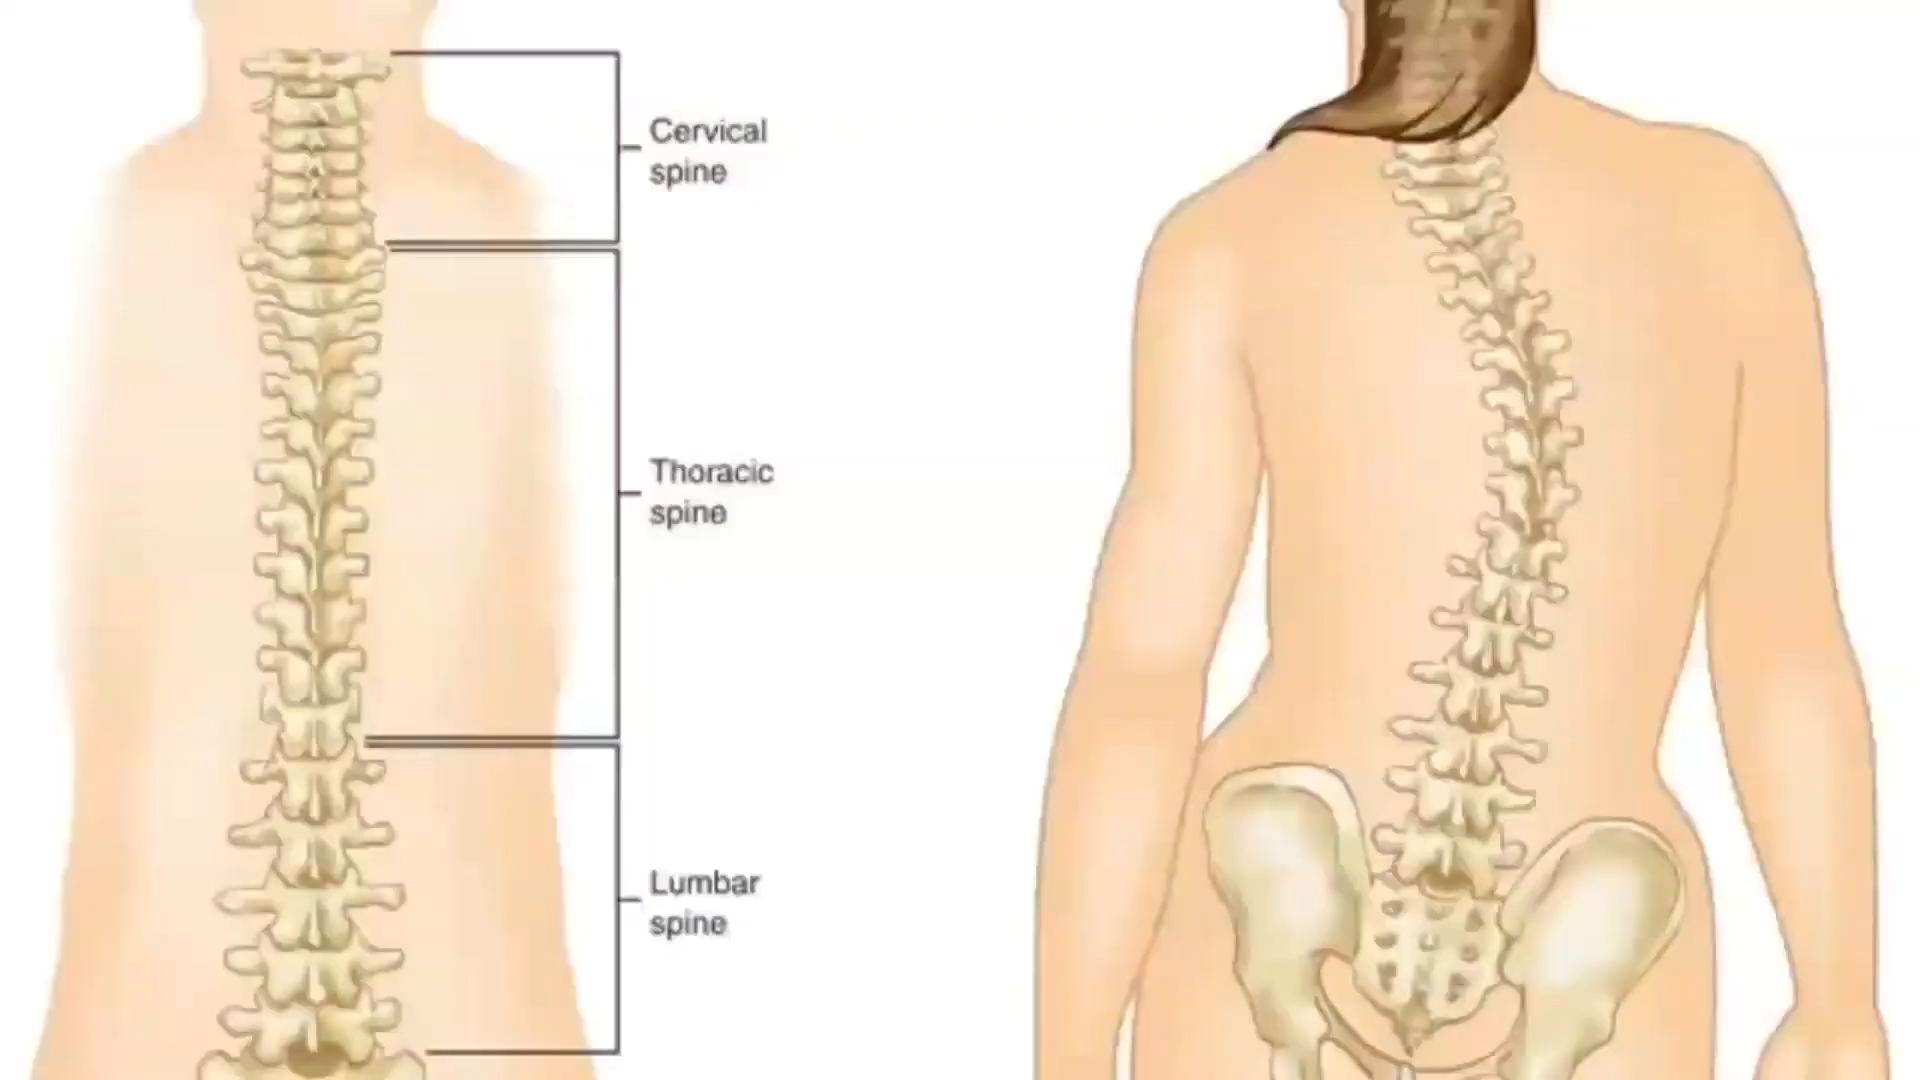 Cervical
spine
Thoracic
spine
Lumbar
spine